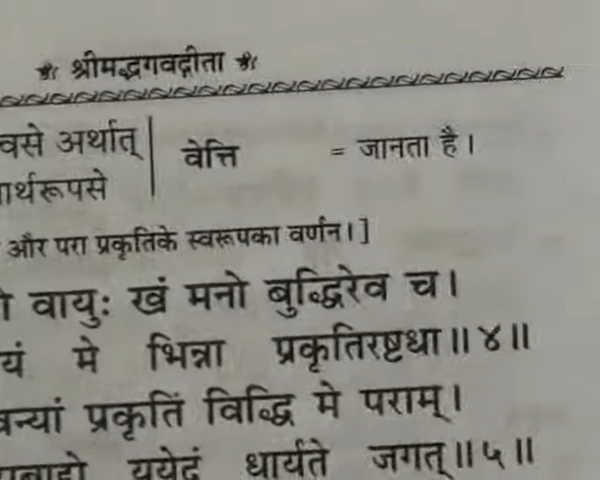 श्रीमद्भगवद्गीता
वसे अर्थात् वेत्ति = जानता है।
ार्थरूपसे
और परा प्रकृतिके स्वरूपका वर्णन।]
वायुः खं मनो बुद्धिरेव च।
यं मे भिन्ना प्रकृतिरष्टधा॥४॥
वन्यां प्रकृतिं विद्धि मे पराम्।
ययेदं धार्यते जगत्॥५॥